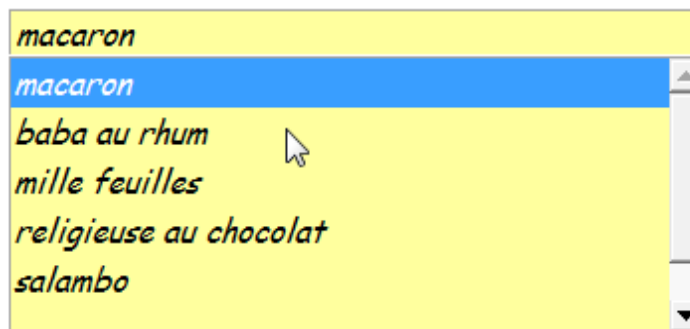 macaron
macaron
baba au rhum
mille feuilles
religieuse au chocolat
salambo